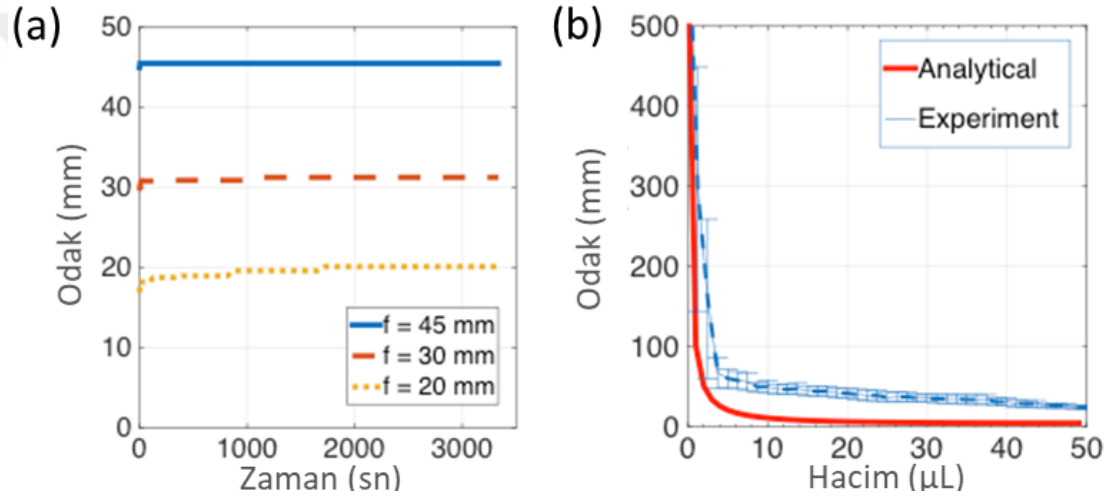 (a)
50
40
30
20
10
0
Odak (mm)
0 1000 2000 3000
Zaman (sn)
f = 45 mm
f = 30 mm
f = 20 mm
(b)
500
400
300
200
100
0
Odak (mm)
0 10 20 30 40 50
Hacim (µL)
Analytical
Experiment